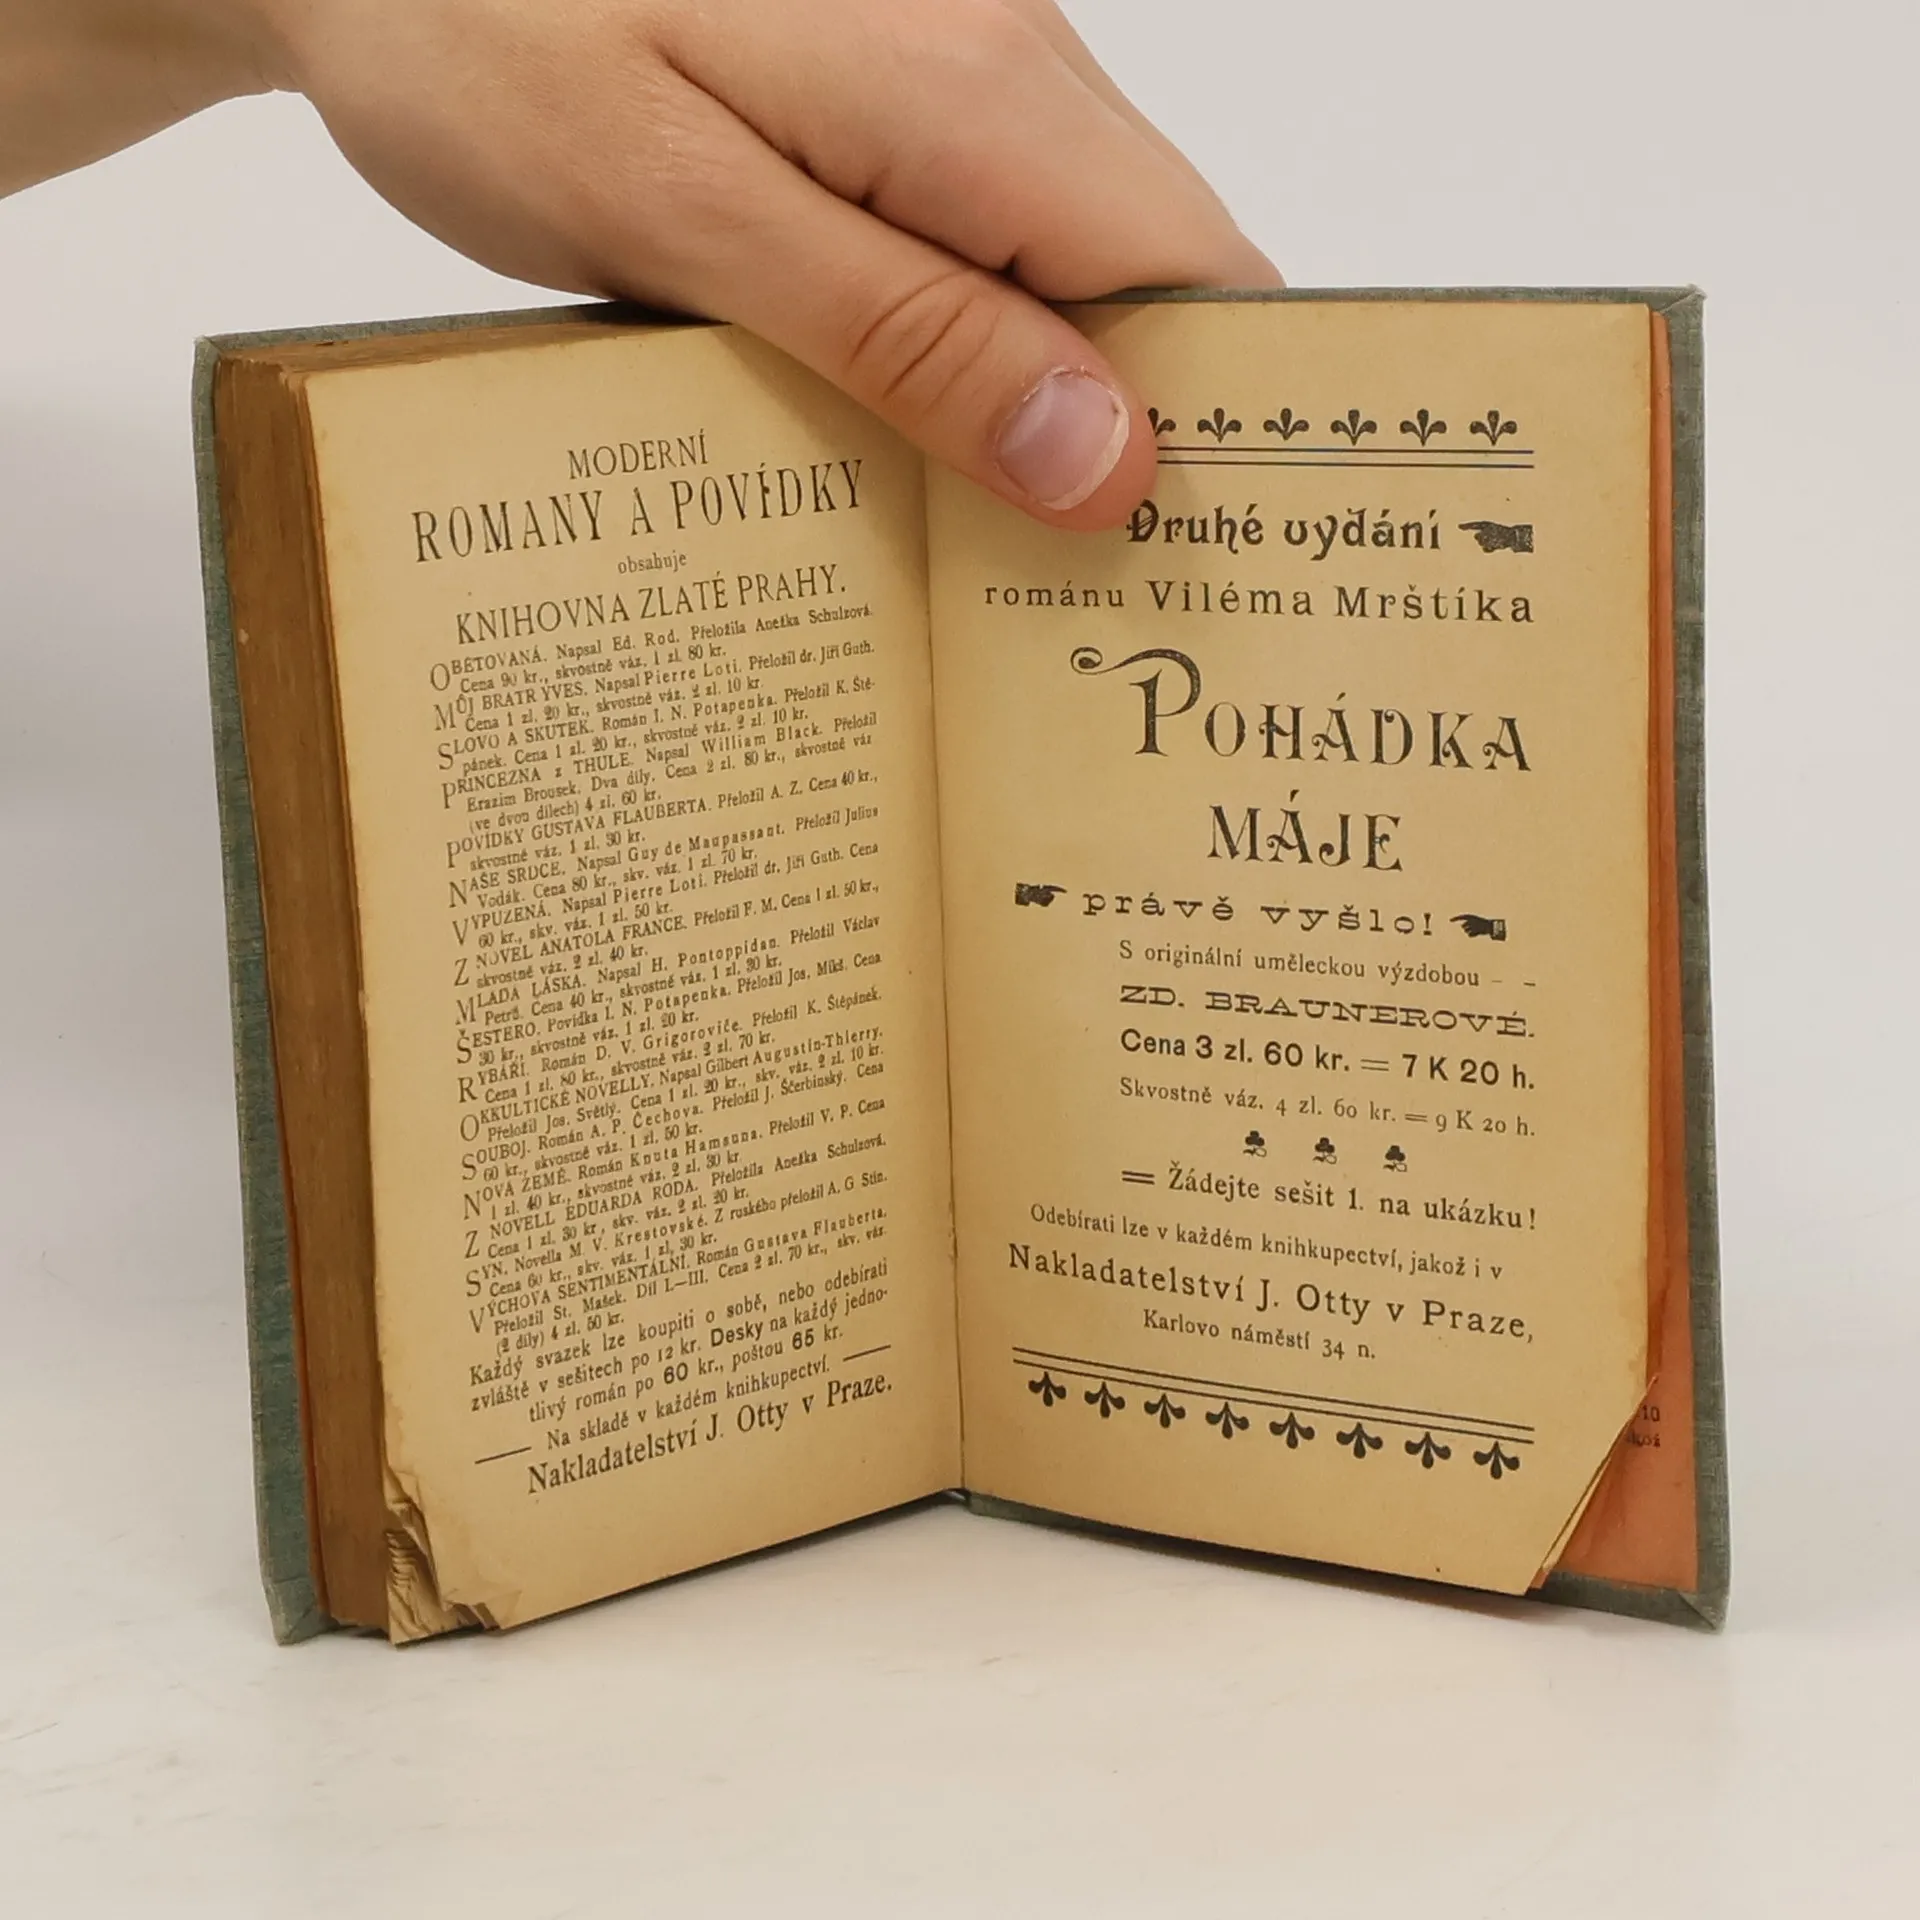 MODERNÍ
ROMANY A POVÍDKY
obsahuje
KNIHOVNA ZLATÉ PRAHY.
OBĚTOVANÁ. Napsal Ed. Rod. Přeložila Anežka Schulzová.
Cena 90 kr., skvostně váz. 1 zl. 80 kr.
MŮJ BRATR YVES. Napsal Pierre Loti. Přeložil dr. Jiří Guth.
Cena 1 zl. 20 kr., skvostně váz. 2 zl. 10 kr.
SLOVO A SKUTEK. Román I. N. Potapenka. Přeložil K. Ště-
pánek. Cena 1 zl. 20 kr., skvostně váz. 2 zl. 10 kr.
PRINCEZNA z THULE. Napsal William Black. Přeložil
Erazim Brousek. Dva díly. Cena 2 zl. 80 kr., skvostně váz
(ve dvou dílech) 4 zl. 60 kr.
POVÍDKY GUSTAVA FLAUBERTA. Přeložil A. Z. Cena 40 kr.,
skvostně váz. 1 zl. 30 kr.
NAŠE SRDCE. Napsal Guy de Maupassant. Přeložil Julius
Vodák. Cena 80 kr., skv. váz. 1 zl. 70 kr.
VYPUZENÁ. Napsal Pierre Loti. Přeložil dr. Jiří Guth. Cena
60 kr., skv. váz. 1 zl. 50 kr.
Z NOVEL ANATOLA FRANCE. Přeložil F. M. Cena 1 zl. 50 kr.,
skvostně váz. 2 zl. 40 kr.
MLADÁ LÁSKA. Napsal H. Pontoppidan. Přeložil Václav
Petrů. Cena 40 kr., skvostně váz. 1 zl. 30 kr.
ŠESTERO. Povídka I. N. Potapenka. Přeložil Jos. Mikš. Cena
30 kr., skvostně váz. 1 zl. 20 kr.
RYBÁŘI. Román D. V. Grigoroviče. Přeložil K. Štěpánek.
Cena 1 zl. 80 kr., skvostně váz. 2 zl. 70 kr.
OKKULTICKÉ NOVELLY. Napsal Gilbert Augustin-Thierry.
Přeložil Jos. Světlý. Cena 1 zl. 20 kr., skv. váz. 2 zl. 10 kr.
SOUBOJ. Román A. P. Čechova. Přeložil J. Ščerbinský. Cena
60 kr., skvostně váz. 1 zl. 50 kr.
NOVÁ ZEMĚ. Román Knuta Hamsuna. Přeložil V. P. Cena
1 zl. 40 kr., skvostně váz. 2 zl. 30 kr
Z NOVELL EDUARDA RODA. Přeložila Anežka Schulzová.
Cena 1 zl. 30 kr, skv. váz. 2 zl. 20 kr.
SYN. Novella M. V. Krestovské. Z ruského přeložil A. G Stín.
Cena 60 kr., skv. váz. 1 zl, 30 kr.
VÝCHOVA SENTIMENTÁLNÍ. Román Gustava Flauberta.
Přeložil St. Mašek. Díl I.—III. Cena 2 zl. 70 kr., skv. váz.
(2 díly) 4 zl. 50 kr.
Každý svazek lze koupiti o sobě, nebo odebírati
zvláště v sešitech po 12 kr. Desky na každý jedno-
tlivý román po 60 kr., poštou 65 kr.
Na skladě v každém knihkupectví.
Nakladatelství J. Otty v Praze.
Druhé vydání
románu Viléma Mrštíka
POHÁDKA
MÁJE
právě vyšlo!
S originální uměleckou výzdobou – –
ZD. BRAUNEROVÉ.
Cena 3 zl. 60 kr. = 7 K 20 h.
Skvostně váz. 4 zl. 60 kr. = 9 K 20 h.
= Žádejte sešit 1. na ukázku!
Odebírati lze v každém knihkupectví, jakož i v
Nakladatelství J. Otty v Praze,
Karlovo náměstí 34 n.
10